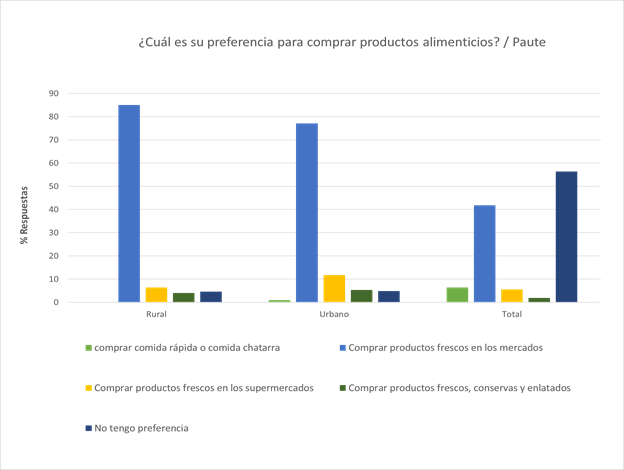 ¿Cuál es su preferencia para comprar productos alimenticios? / Paute
% Respuestas
90
80
70
60
50
40
30
20
10
0
Rural
Urbano
Total
comprar comida rápida o comida chatarra
Comprar productos frescos en los mercados
Comprar productos frescos en los supermercados
Comprar productos frescos, conservas y enlatados
No tengo preferencia